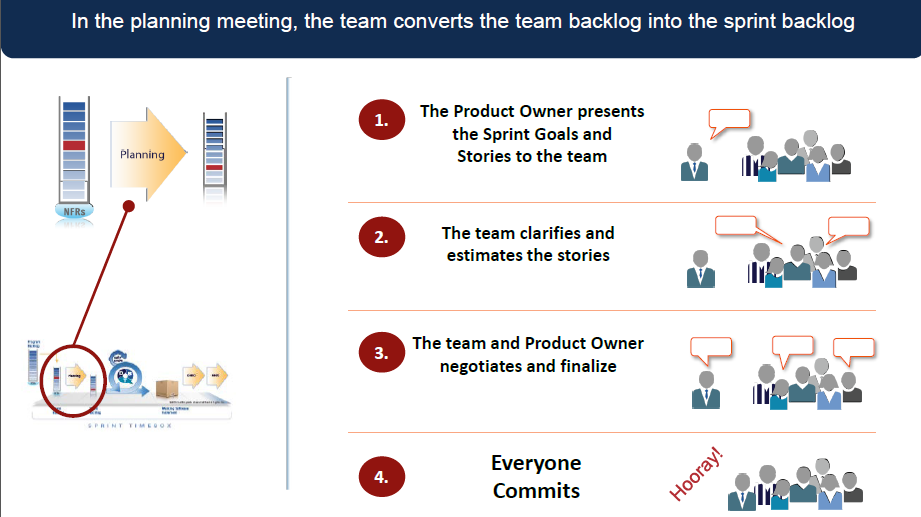 In the planning meeting, the team converts the team backlog into the sprint backlog
Planning
NFRs
Planning
SPRINT TIMEBOX
1.
The Product Owner presents
the Sprint Goals and
Stories to the team
2.
The team clarifies and
estimates the stories
3.
The team and Product Owner
negotiates and finalize
4.
Everyone
Commits
Hooray!